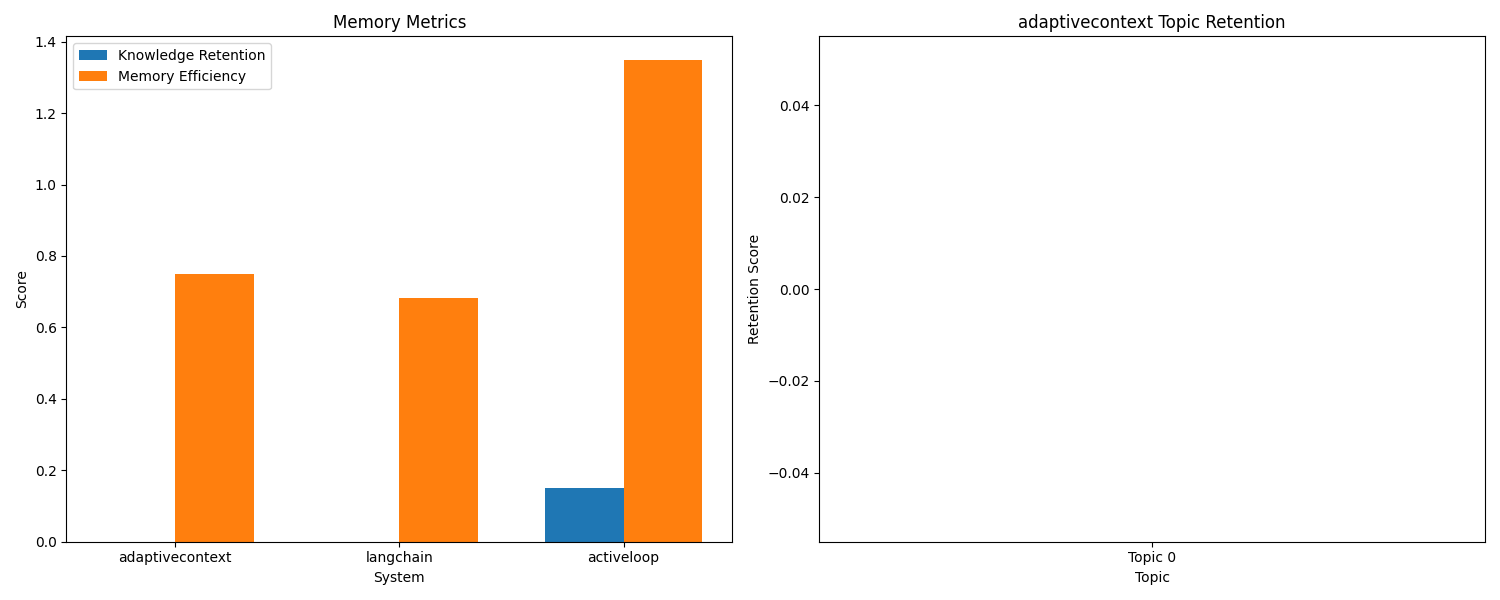 Memory Metrics
Knowledge Retention
Memory Efficiency
1.4
1.2
1.0
0.8
0.6
0.4
0.2
0.0
Score
adaptivecontext langchain activeloop
System
adaptivecontext Topic Retention
0.04
0.02
0.00
−0.02
−0.04
Retention Score
Topic 0
Topic